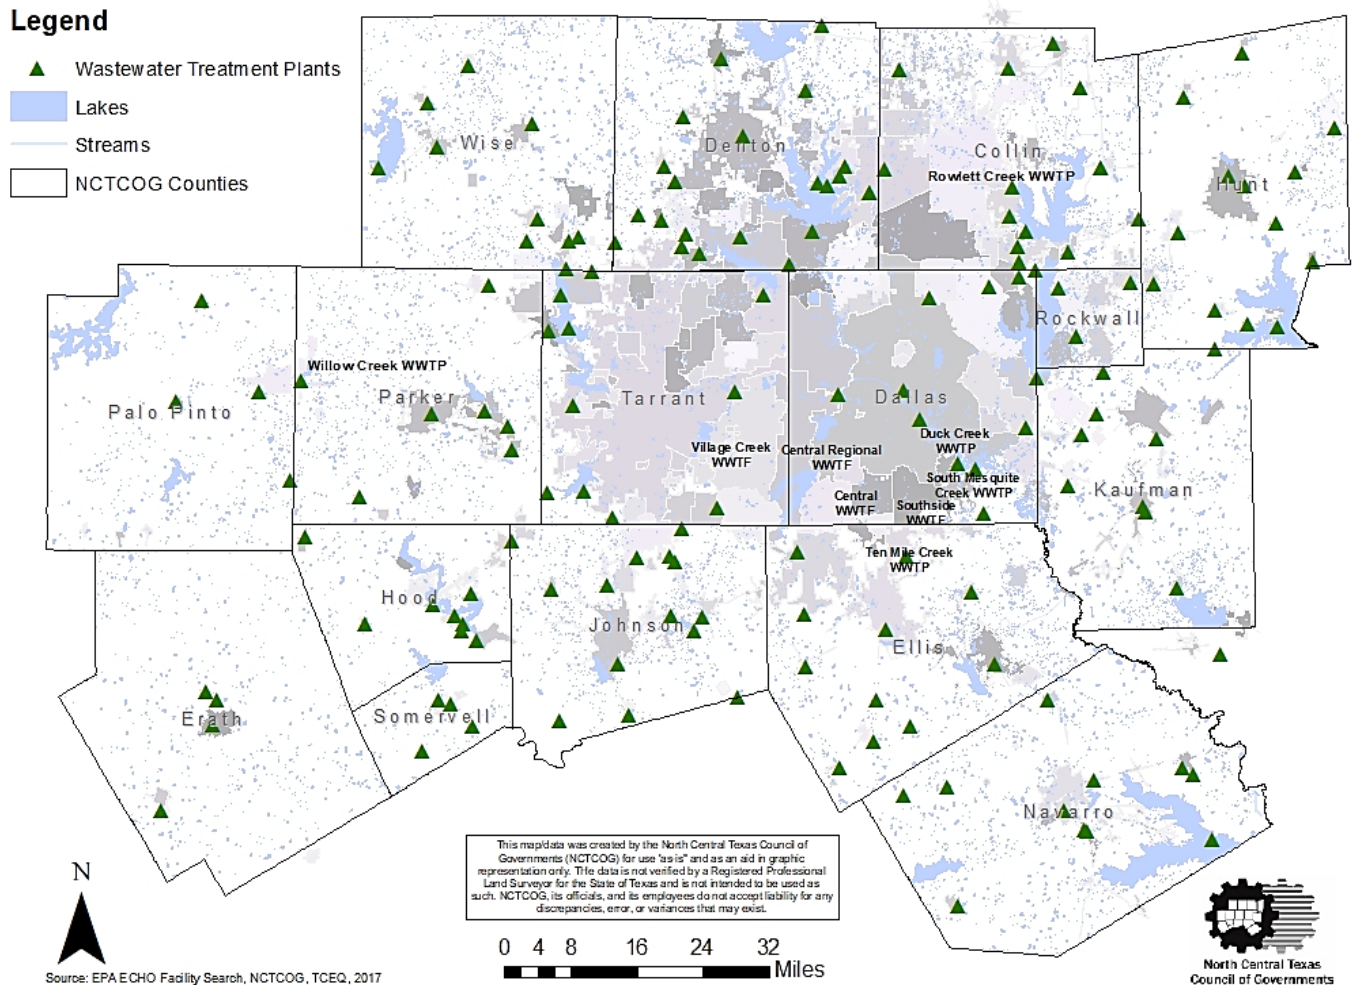 Legend
Wastewater Treatment Plants
Lakes
Streams
NCTCOG Counties
Wise
Denton
Collin
Rowlett Creek WWTP
Hunt
Rockwall
Willow Creek WWTP
Palo Pinto
Parker
Tarrant
Dallas
Village Creek
WWTF
Central Regional
WWTF
Duck Creek
WWTP
South Mesquite
Creek WWTP
Central
WWTF
Southside
WWTF
Kaufman
Ten Mile Creek
WWTP
Hood
Johnson
Ellis
Erath
Somervell
Navarro
This map/data was created by the North Central Texas Council of
Governments (NCTCOG) for use "as is" and as an aid in graphic
representation only. The data is not verified by a Registered Professional
Land Surveyor for the State of Texas and is not intended to be used as
such. NCTCOG, its officials, and its employees do not accept liability for any
discrepancies, error, or variances that may exist.
N
0 4 8 16 24 32
Miles
Source: EPA ECHO Facility Search, NCTCOG, TCEQ, 2017
North Central Texas
Council of Governments